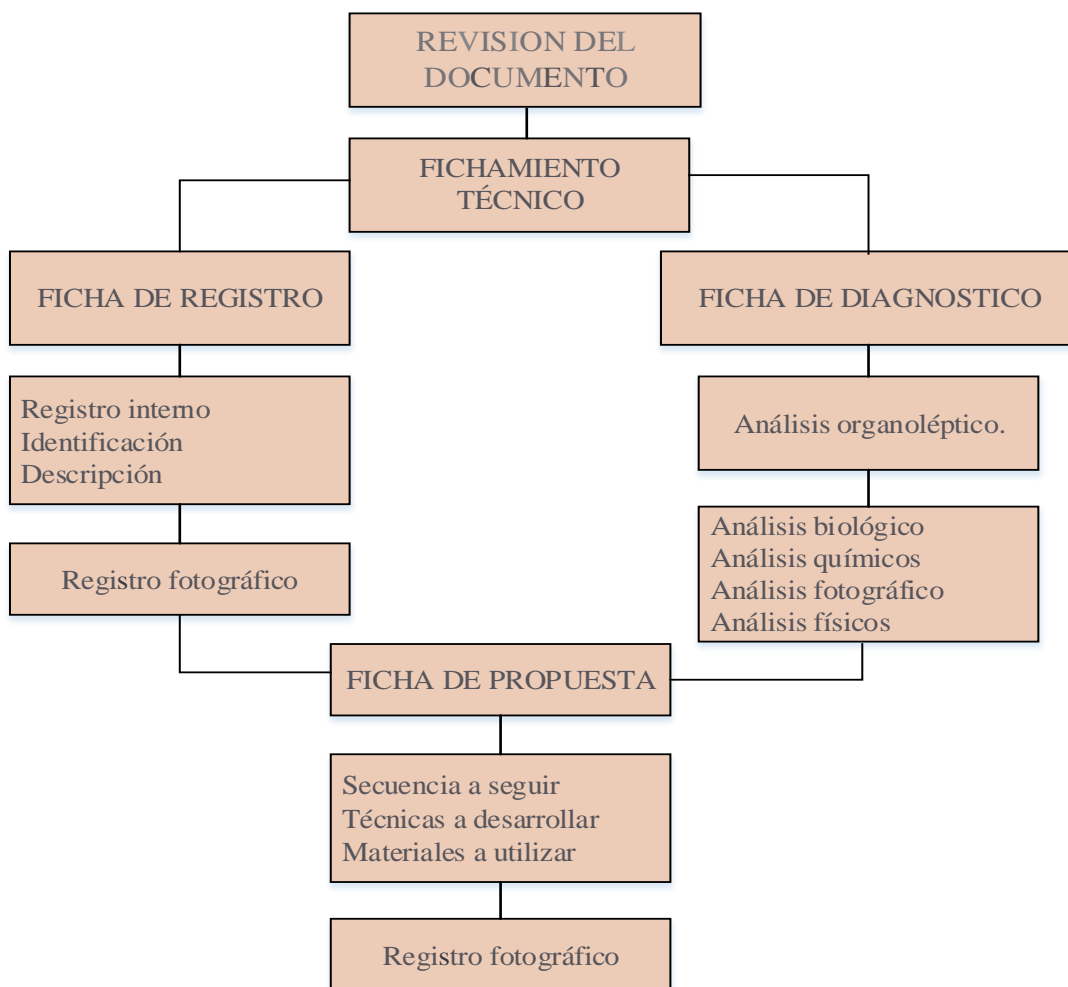 REVISION DEL
DOCUMENTO
FICHAMIENTO
TÉCNICO
FICHA DE REGISTRO
Registro interno
Identificación
Descripción
Registro fotográfico
FICHA DE DIAGNOSTICO
Análisis organoléptico.
Análisis biológico
Análisis químicos
Análisis fotográfico
Análisis físicos
FICHA DE PROPUESTA
Secuencia a seguir
Técnicas a desarrollar
Materiales a utilizar
Registro fotográfico